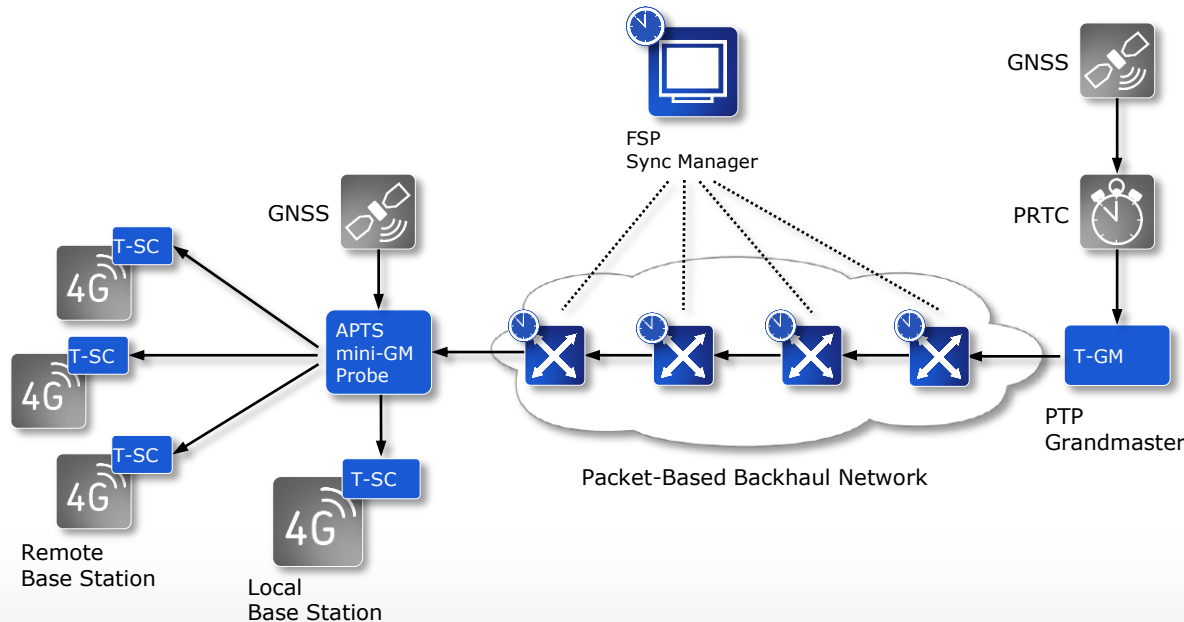 GNSS
FSP
Sync Manager
PRTC
GNSS
T-SC
4G
T-SC
4G
T-SC
4G
APTS
mini-GM
Probe
T-GM
PTP
Grandmaster
T-SC
4G
Packet-Based Backhaul Network
Remote
Base Station
Local
Base Station